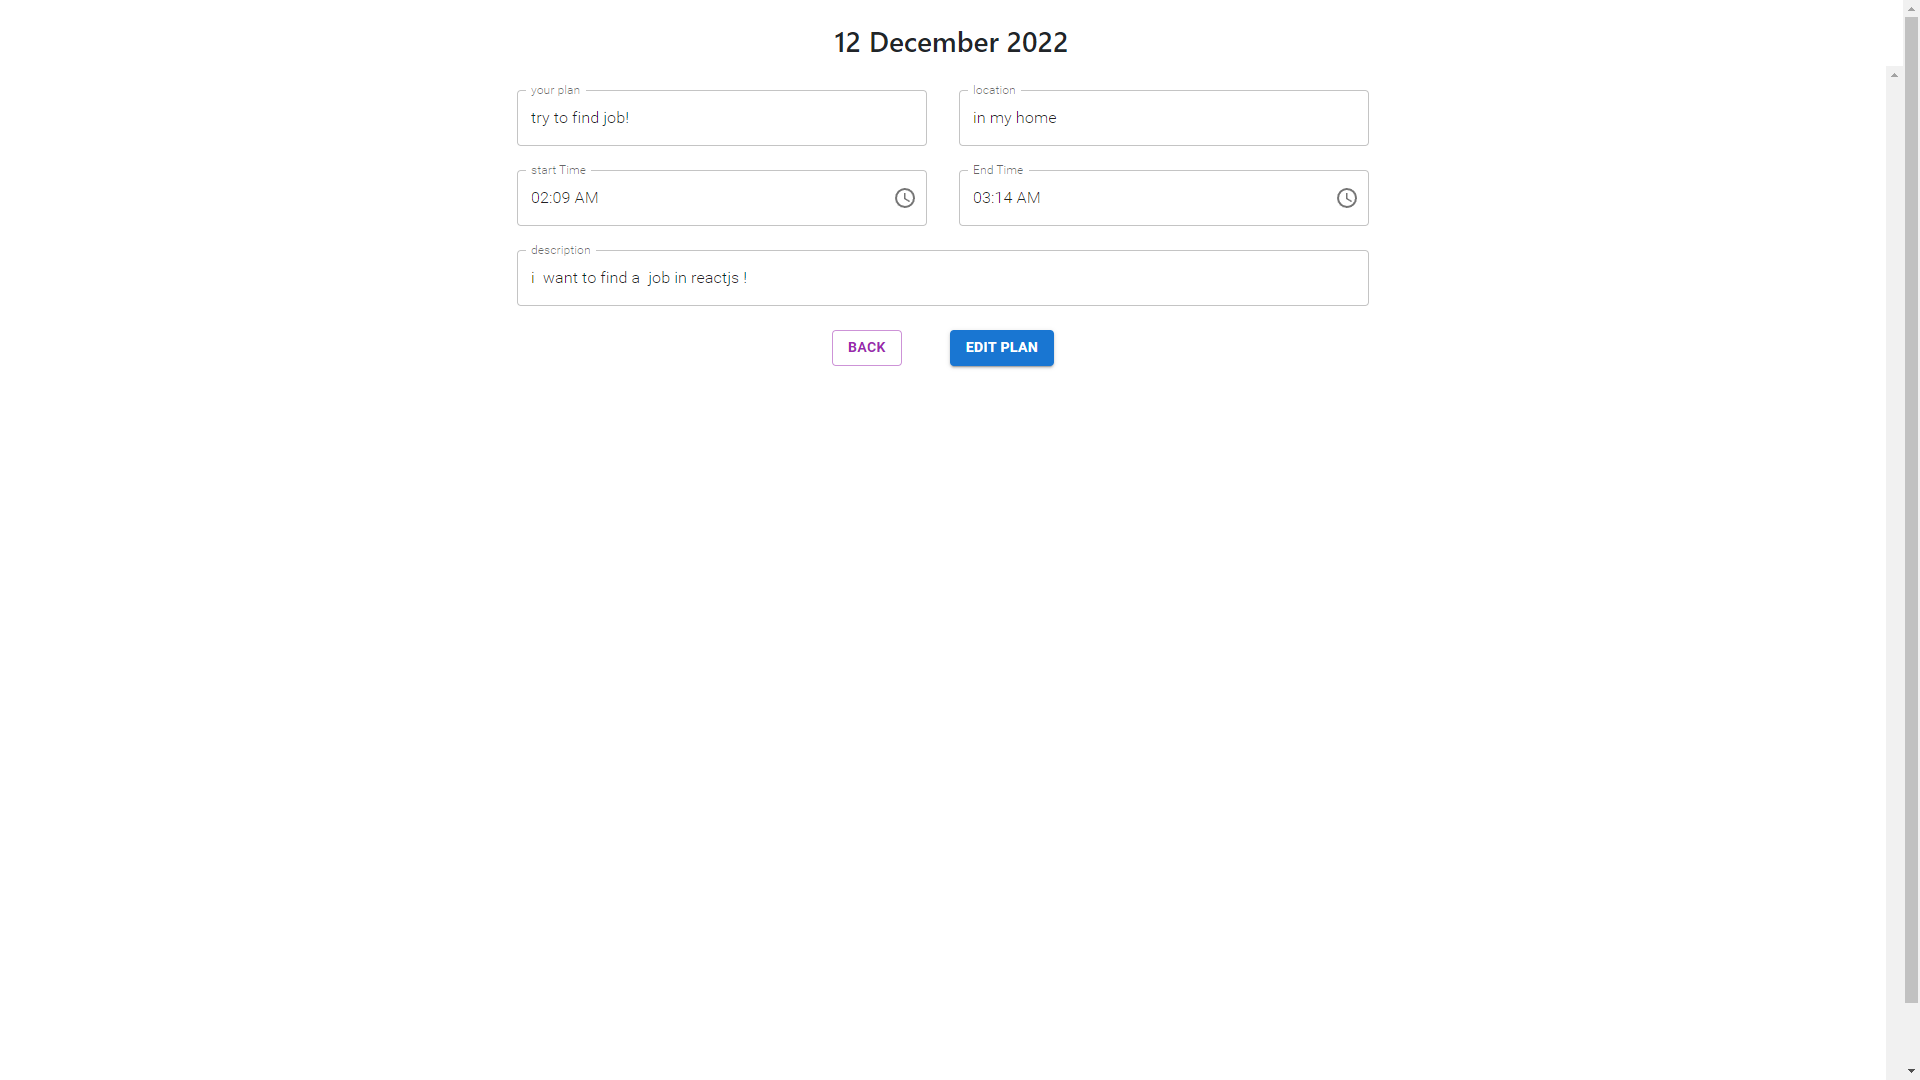 12 December 2022
your plan
try to find job!
location
in my home
start Time
02:09 AM
End Time
03:14 AM
description
i  want to find a  job in reactjs !
BACK
EDIT PLAN